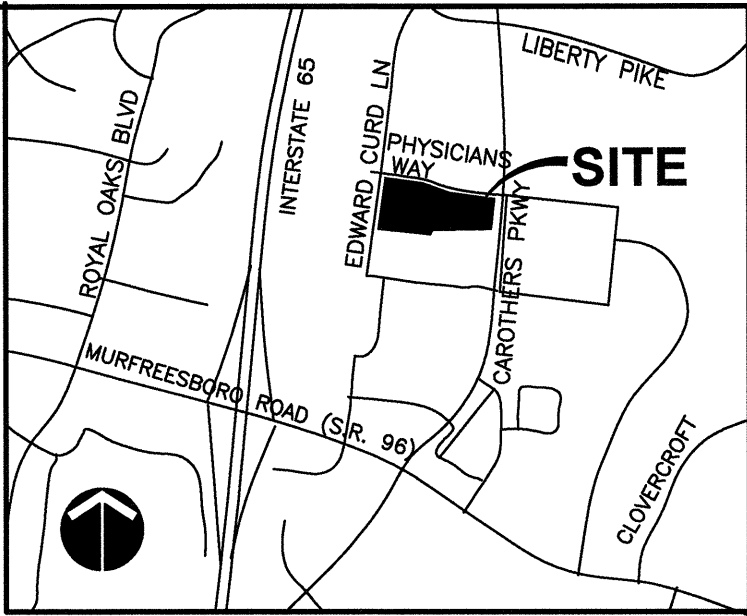 LIBERTY PIKE
ROYAL OAKS BLVD
INTERSTATE 65
EDWARD CURD LN
PHYSICIANS
WAY
SITE
CAROTHERS PKWY
MURFREESBORO ROAD (S.R. 96)
CLOVERCROFT